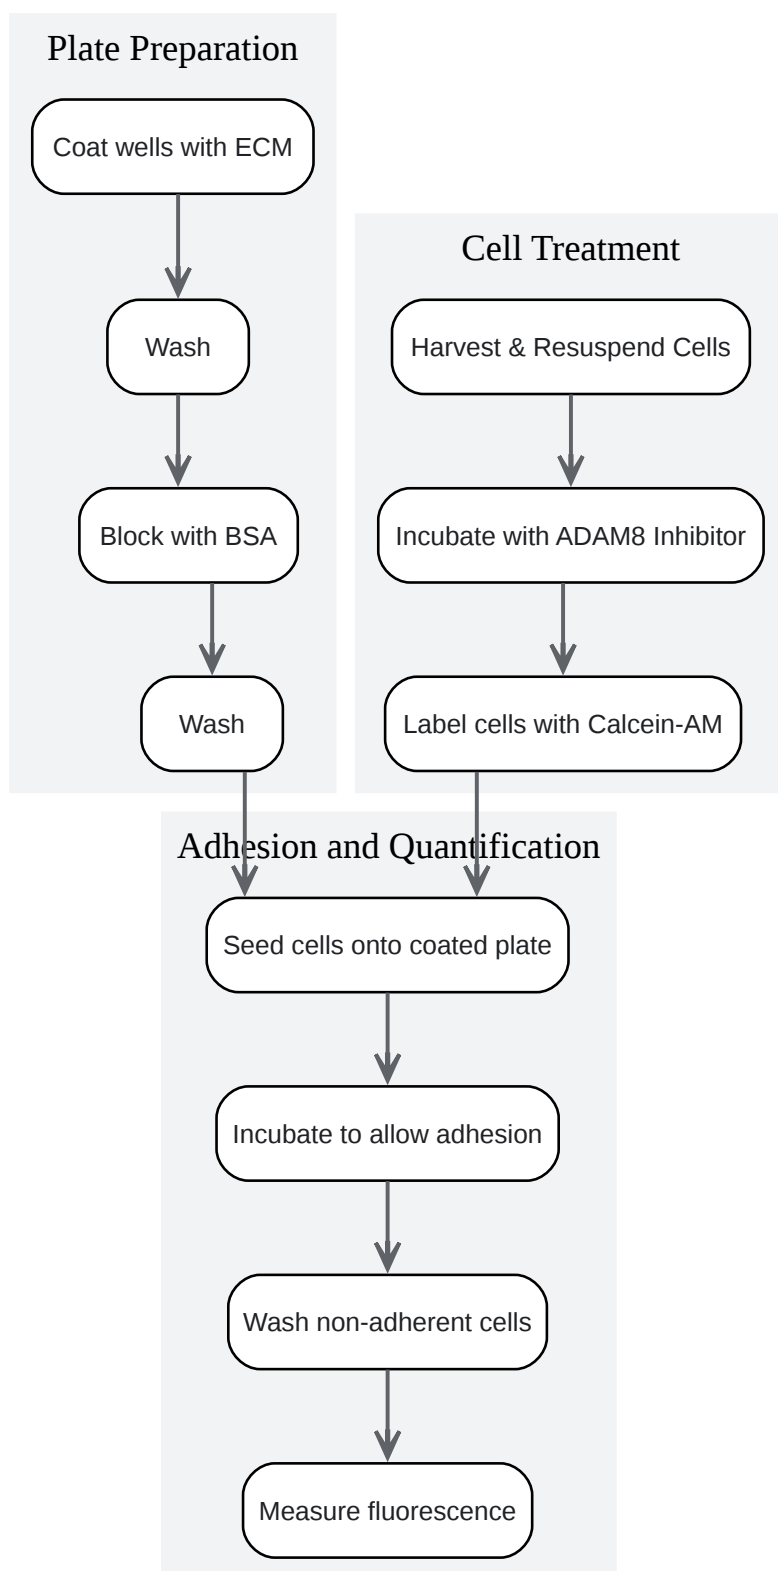 Plate Preparation
Coat wells with ECM
Wash
Block with BSA
Wash
Cell Treatment
Harvest & Resuspend Cells
Incubate with ADAM8 Inhibitor
Label cells with Calcein-AM
Adhesion and Quantification
Seed cells onto coated plate
Incubate to allow adhesion
Wash non-adherent cells
Measure fluorescence